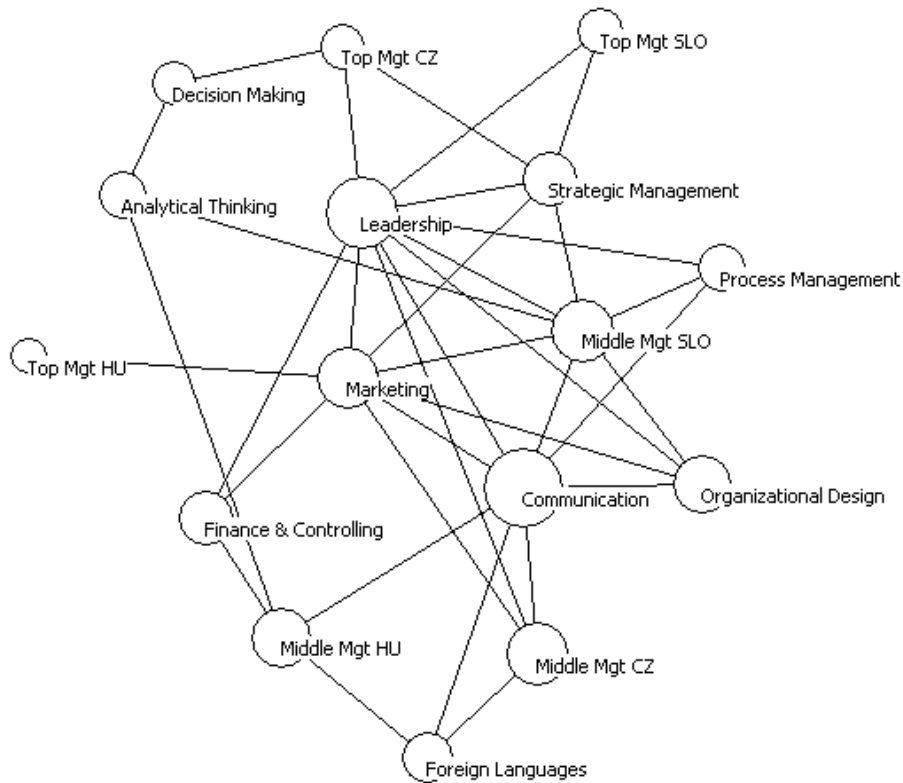 Top Mgt SLO
Top Mgt CZ
Decision Making
Strategic Management
Analytical Thinking
Leadership
Process Management
Middle Mgt SLO
Top Mgt HU
Marketing
Communication
Organizational Design
Finance & Controlling
Middle Mgt HU
Middle Mgt CZ
Foreign Languages